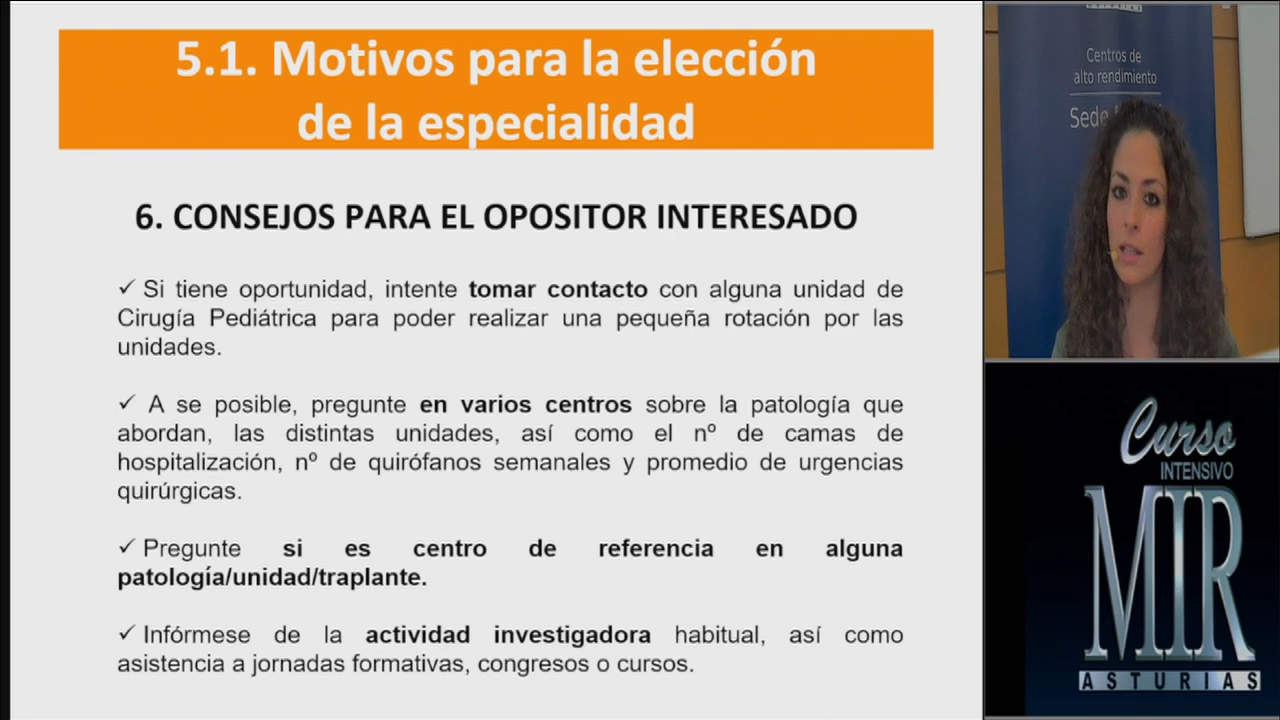 5.1. Motivos para la elección
de la especialidad
6. CONSEJOS PARA EL OPOSITOR INTERESADO
✓ Si tiene oportunidad, intente tomar contacto con alguna unidad de
Cirugía Pediátrica para poder realizar una pequeña rotación por las
unidades.
✓ A se posible, pregunte en varios centros sobre la patología que
abordan, las distintas unidades, así como el nº de camas de
hospitalización, nº de quirófanos semanales y promedio de urgencias
quirúrgicas.
✓ Pregunte si es centro de referencia en alguna
patología/unidad/traplante.
✓ Infórmese de la actividad investigadora habitual, así como
asistencia a jornadas formativas, congresos o cursos.
Centros de
alto rendimiento
Sede
Curso
INTENSIVO
MIR
ASTURIAS